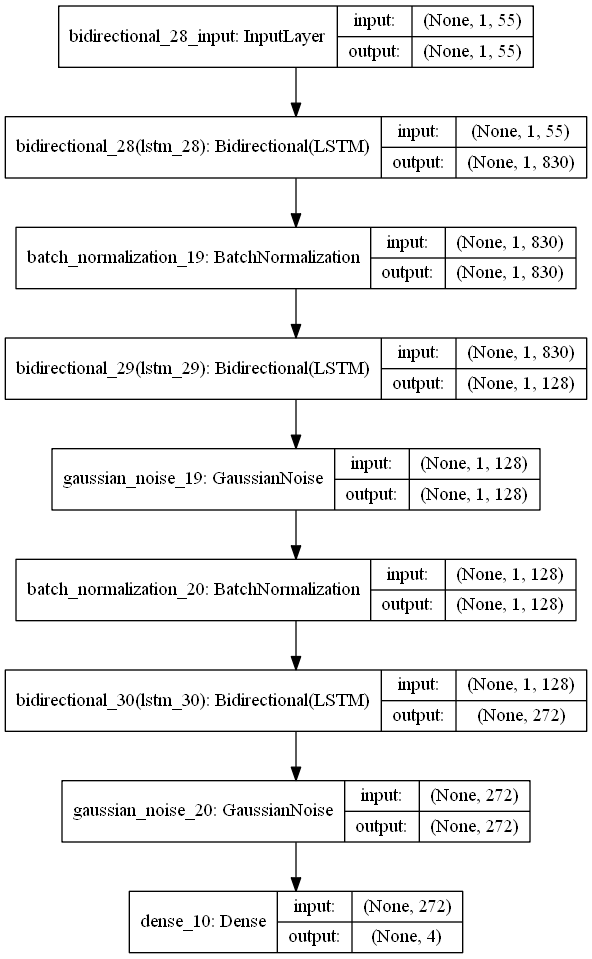 bidirectional_28_input: InputLayer
input: (None, 1, 55)
output: (None, 1, 55)
bidirectional_28(lstm_28): Bidirectional(LSTM)
input: (None, 1, 55)
output: (None, 1, 830)
batch_normalization_19: BatchNormalization
input: (None, 1, 830)
output: (None, 1, 830)
bidirectional_29(lstm_29): Bidirectional(LSTM)
input: (None, 1, 830)
output: (None, 1, 128)
gaussian_noise_19: GaussianNoise
input: (None, 1, 128)
output: (None, 1, 128)
batch_normalization_20: BatchNormalization
input: (None, 1, 128)
output: (None, 1, 128)
bidirectional_30(lstm_30): Bidirectional(LSTM)
input: (None, 1, 128)
output: (None, 272)
gaussian_noise_20: GaussianNoise
input: (None, 272)
output: (None, 272)
dense_10: Dense
input: (None, 272)
output: (None, 4)